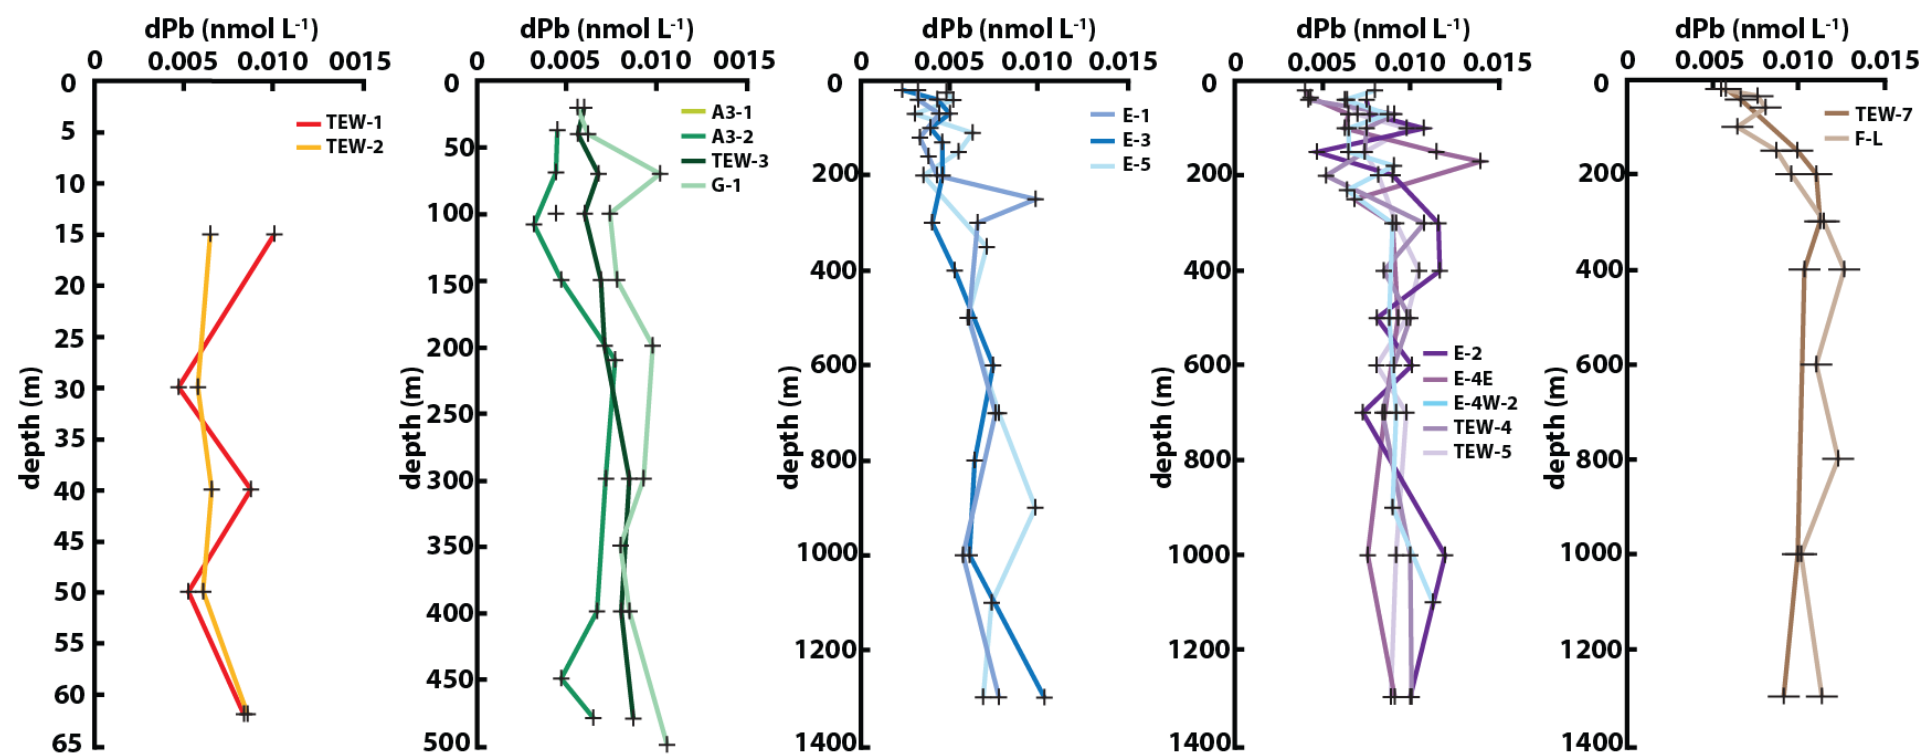 dPb (nmol L-1)
0 0.005 0.010 0015
0
5
10
15
20
25
30
35
40
45
50
55
60
65
depth (m)
TEW-1
TEW-2
dPb (nmol L-1)
0 0.005 0.010 0015
0
50
100
150
200
250
300
350
400
450
500
depth (m)
A3-1
A3-2
TEW-3
G-1
dPb (nmol L-1)
0 0.005 0.010 0.015
0
200
400
600
800
1000
1200
1400
depth (m)
E-1
E-3
E-5
dPb (nmol L-1)
0 0.005 0.010 0.015
0
200
400
600
800
1000
1200
1400
depth (m)
E-2
E-4E
E-4W-2
TEW-4
TEW-5
dPb (nmol L-1)
0 0.005 0.010 0.015
0
200
400
600
800
1000
1200
1400
depth (m)
TEW-7
F-L